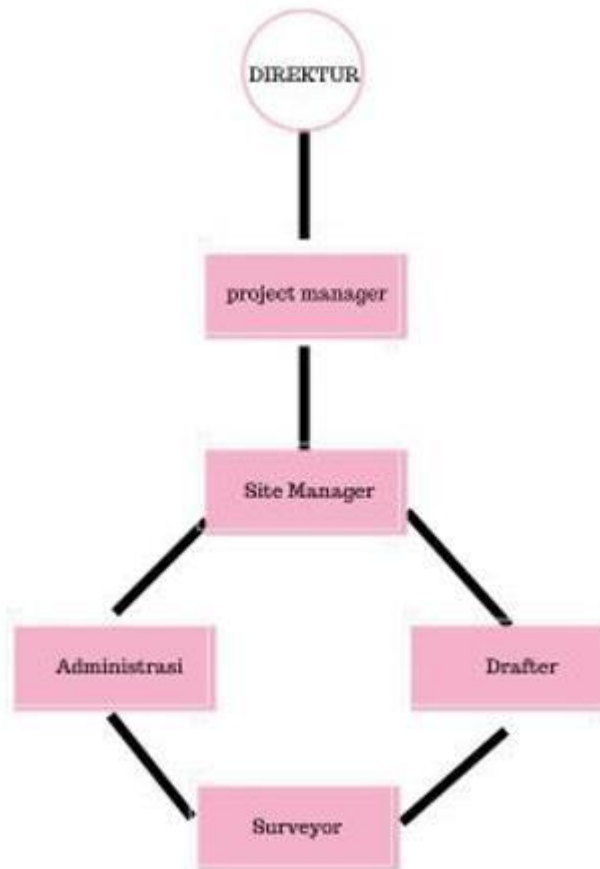 DIREKTUR
project manager
Site Manager
Administrasi
Drafter
Surveyor